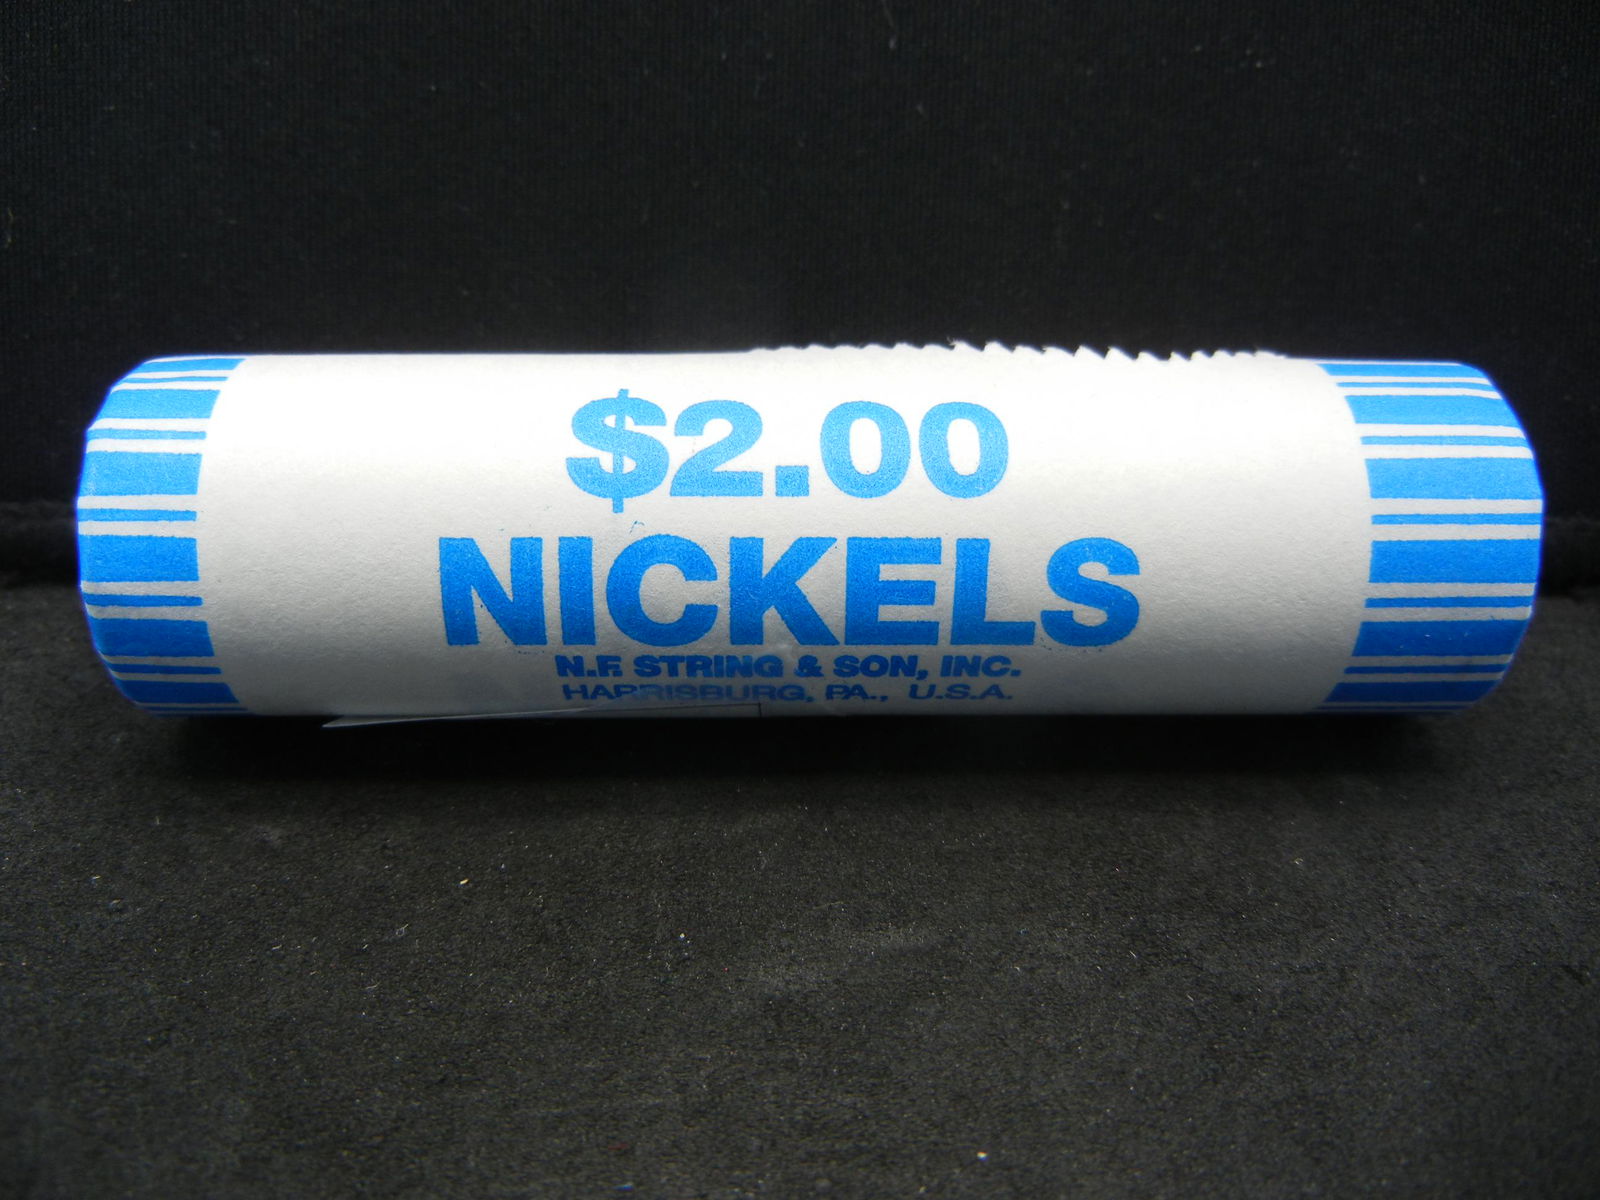 $2.00
NICKELS
N.F. STRING & SON, INC.
HARRISBURG, PA., U.S.A.